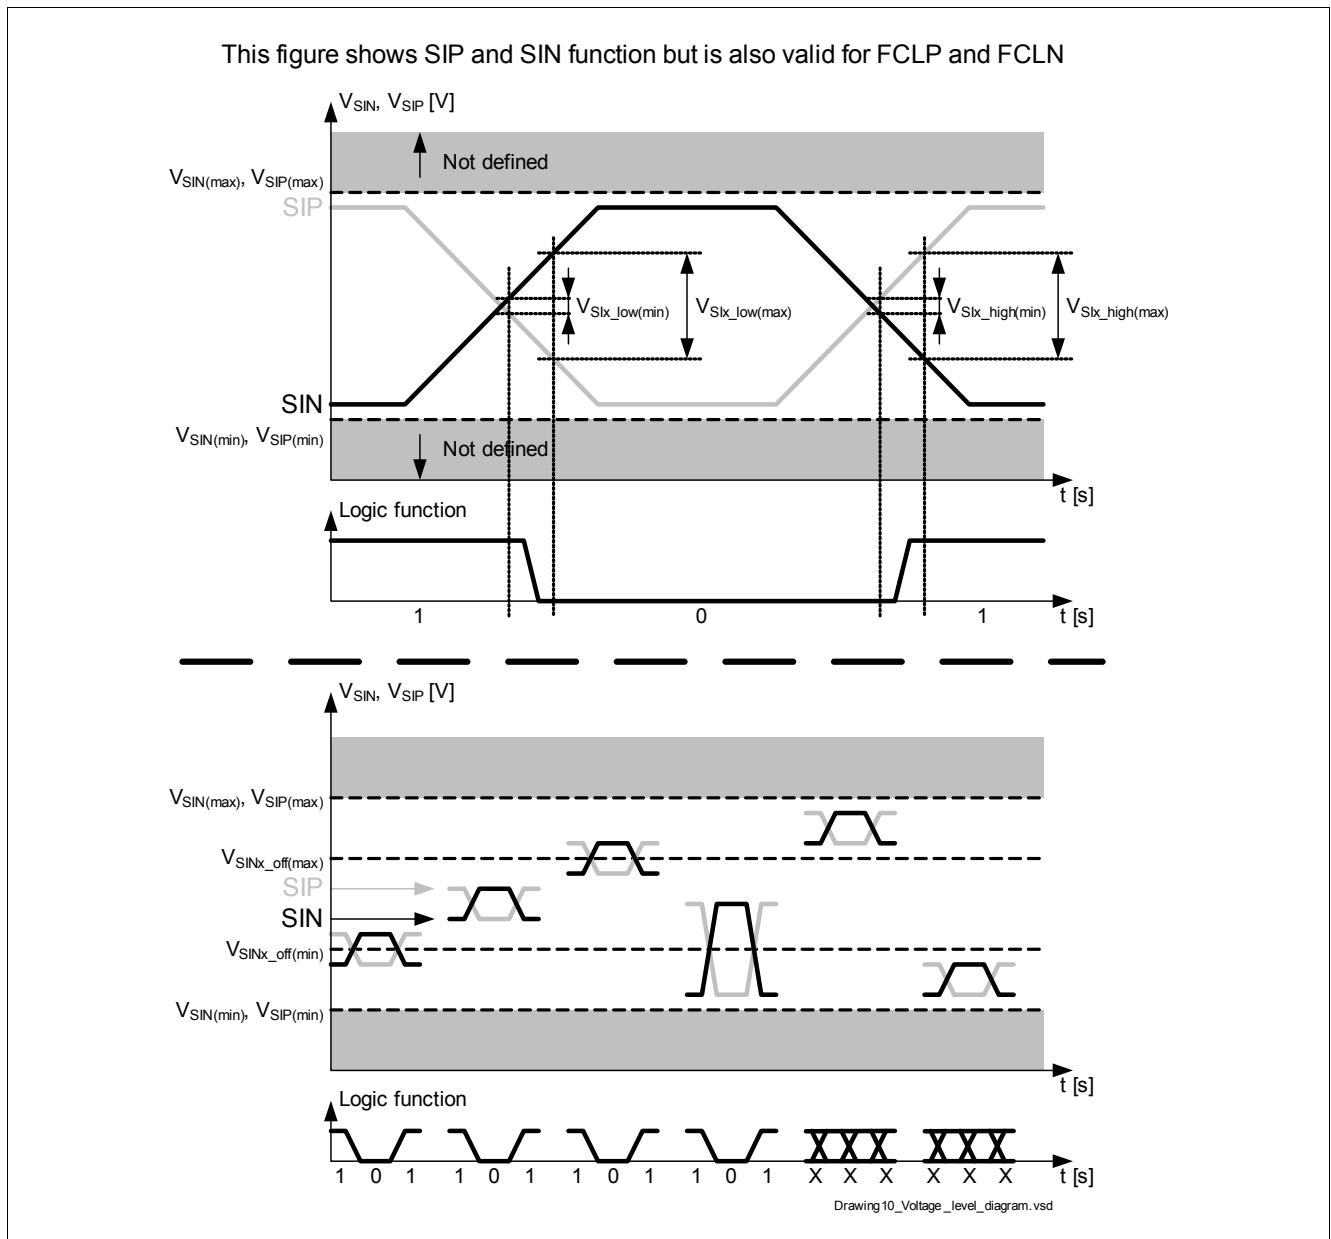 This figure shows SIP and SIN function but is also valid for FCLP and FCLN
VSIN, VSIP [V]
Not defined
VSIN(max), VSIP(max)
SIP
VSIx_low(min) VSIx_low(max) VSIx_high(min) VSIx_high(max)
SIN
VSIN(min), VSIP(min)
Not defined
t [s]
Logic function
1 0 1 t [s]
VSIN, VSIP [V]
VSIN(max), VSIP(max)
VSINx_off(max)
SIP
SIN
VSINx_off(min)
VSIN(min), VSIP(min)
t [s]
Logic function
1 0 1 1 0 1 1 0 1 1 0 1 X X X X X X t [s]
Drawing10_Voltage_level_diagram.vsd